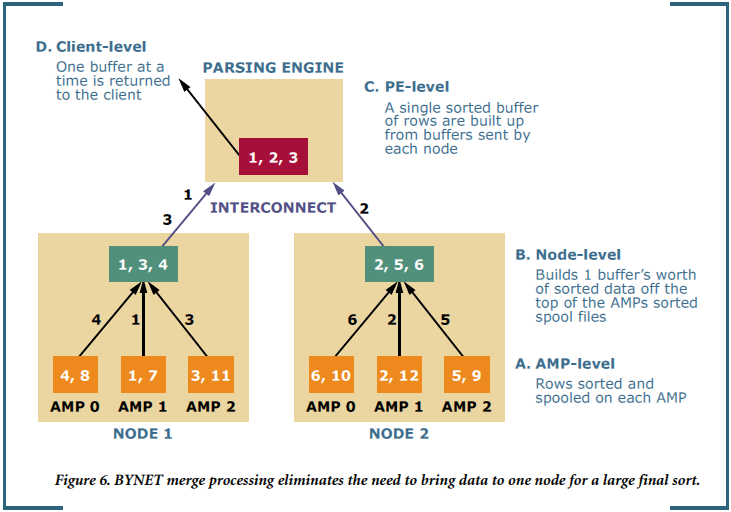 D. Client-level
One buffer at a
time is returned
to the client
PARSING ENGINE
C. PE-level
A single sorted buffer
of rows are built up
from buffers sent by
each node
1, 2, 3
1
3
INTERCONNECT
2
1, 3, 4
2, 5, 6
B. Node-level
Builds 1 buffer's worth
of sorted data off the
top of the AMPs sorted
spool files
4
1
3
6
2
5
A. AMP-level
Rows sorted and
spooled on each AMP
4, 8
1, 7
3, 11
6, 10
2, 12
5, 9
AMP 0
AMP 1
AMP 2
AMP 0
AMP 1
AMP 2
NODE 1
NODE 2
Figure 6. BYNET merge processing eliminates the need to bring data to one node for a large final sort.